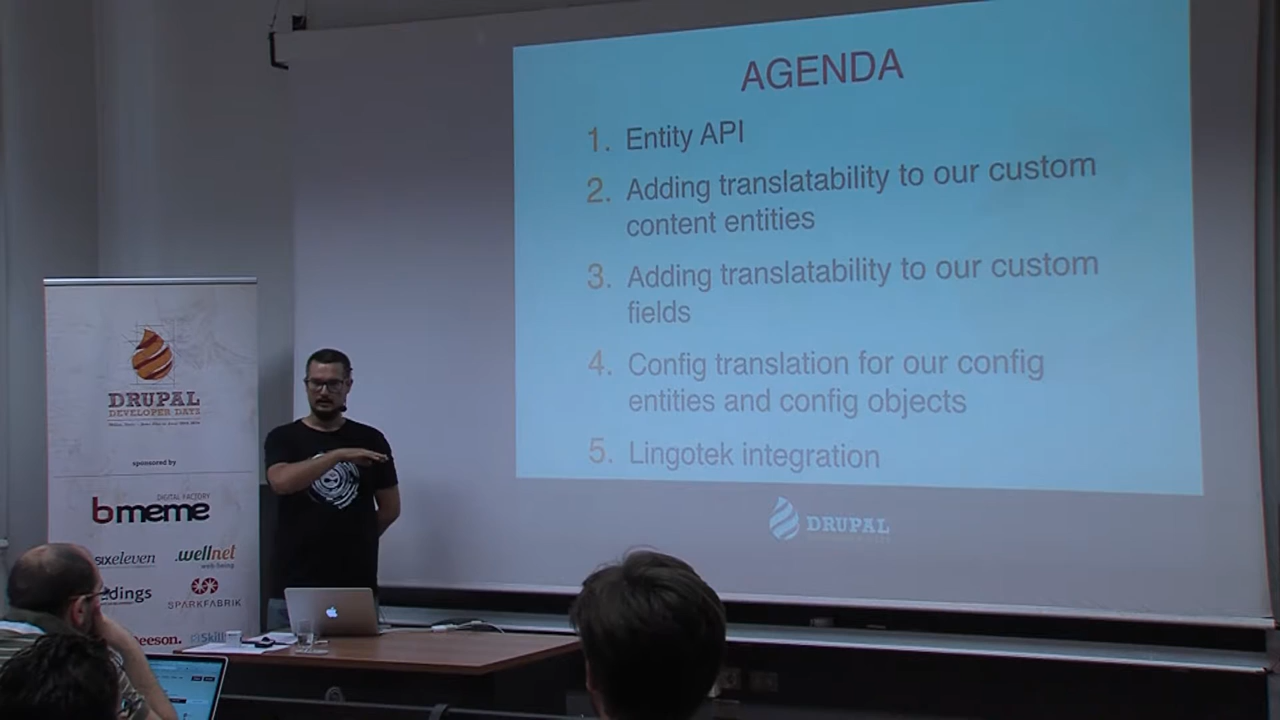 AGENDA
1. Entity API
2. Adding translatability to our custom
content entities
3. Adding translatability to our custom
fields
4. Config translation for our config
entities and config objects
5. Lingotek integration
DRUPAL
DRUPAL
DEVELOPER DAYS
sponsored by
DIGITAL FACTORY
bmeme
sixeleven
.wellnet
SPARKFABRIK